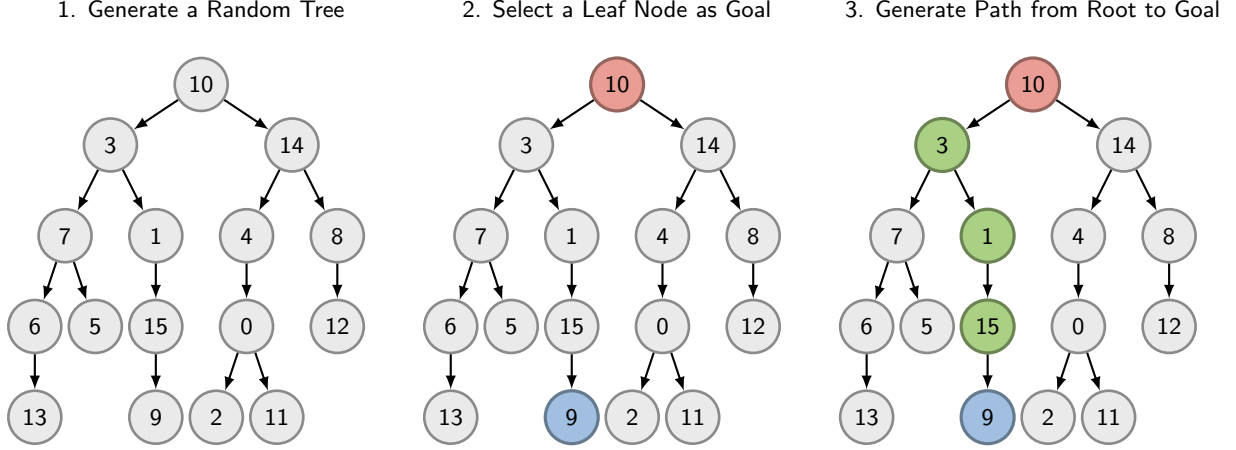 1. Generate a Random Tree
10
3 14
7 1 4 8
6 5 15 0 12
13 9 2 11
2. Select a Leaf Node as Goal
10
3 14
7 1 4 8
6 5 15 0 12
13 9 2 11
3. Generate Path from Root to Goal
10
3 14
7 1 4 8
6 5 15 0 12
13 9 2 11